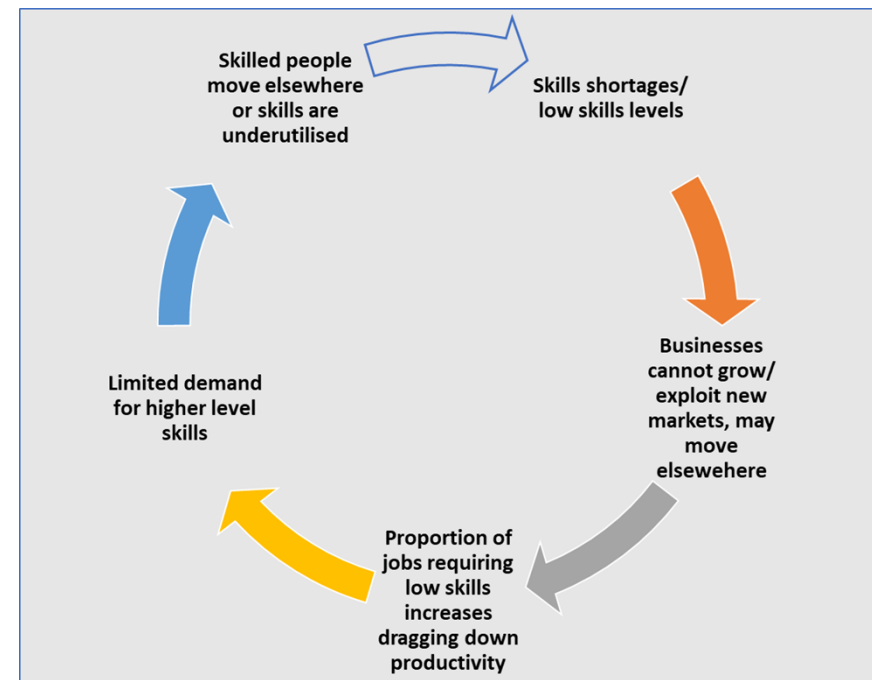 Skilled people
move elsewhere
or skills are
underutilised
Skills shortages/
low skills levels
Businesses
cannot grow/
exploit new
markets, may
move
elsewehere
Proportion of
jobs requiring
low skills
increases
dragging down
productivity
Limited demand
for higher level
skills